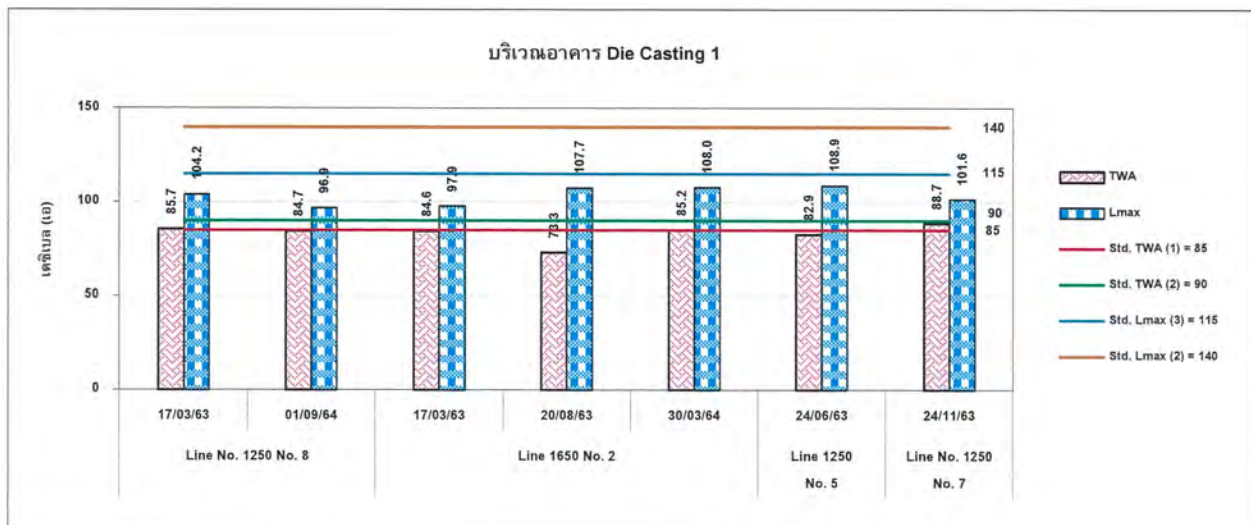 บริเวณอาคาร Die Casting 1
เดซิเบล (เอ)
150
100
50
0
85.7
104.2
84.7
96.9
84.6
97.9
73.3
107.7
85.2
108.0
82.9
108.9
88.7
101.6
140
115
90
85
17/03/63
01/09/64
17/03/63
20/08/63
30/03/64
24/06/63
24/11/63
Line No. 1250 No. 8
Line 1650 No. 2
Line 1250
No. 5
Line No. 1250
No. 7
TWA
Lmax
Std. TWA (1) = 85
Std. TWA (2) = 90
Std. Lmax (3) = 115
Std. Lmax (2) = 140